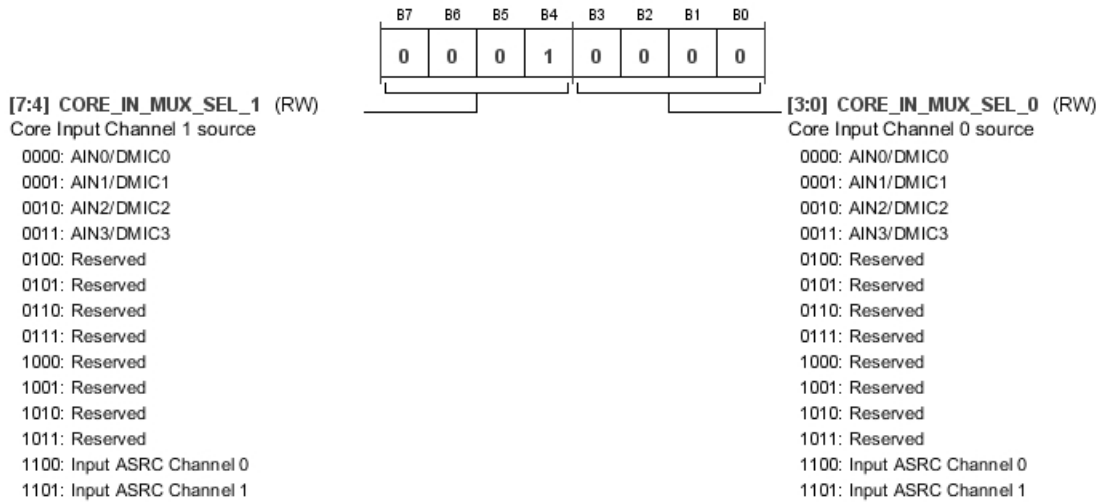 B7 B6 B5 B4 B3 B2 B1 B0
0 0 0 1 0 0 0 0
[7:4] CORE_IN_MUX_SEL_1 (RW)
Core Input Channel 1 source
0000: AIN0/DMIC0
0001: AIN1/DMIC1
0010: AIN2/DMIC2
0011: AIN3/DMIC3
0100: Reserved
0101: Reserved
0110: Reserved
0111: Reserved
1000: Reserved
1001: Reserved
1010: Reserved
1011: Reserved
1100: Input ASRC Channel 0
1101: Input ASRC Channel 1
[3:0] CORE_IN_MUX_SEL_0 (RW)
Core Input Channel 0 source
0000: AIN0/DMIC0
0001: AIN1/DMIC1
0010: AIN2/DMIC2
0011: AIN3/DMIC3
0100: Reserved
0101: Reserved
0110: Reserved
0111: Reserved
1000: Reserved
1001: Reserved
1010: Reserved
1011: Reserved
1100: Input ASRC Channel 0
1101: Input ASRC Channel 1